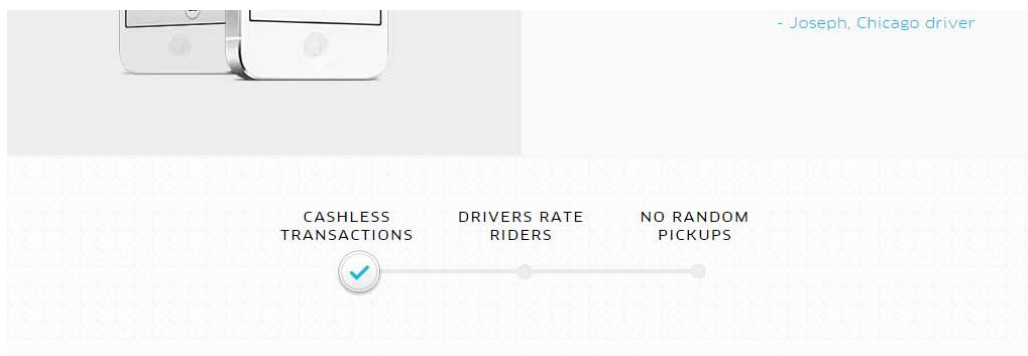 - Joseph, Chicago driver
CASHLESS
TRANSACTIONS
DRIVERS RATE
RIDERS
NO RANDOM
PICKUPS